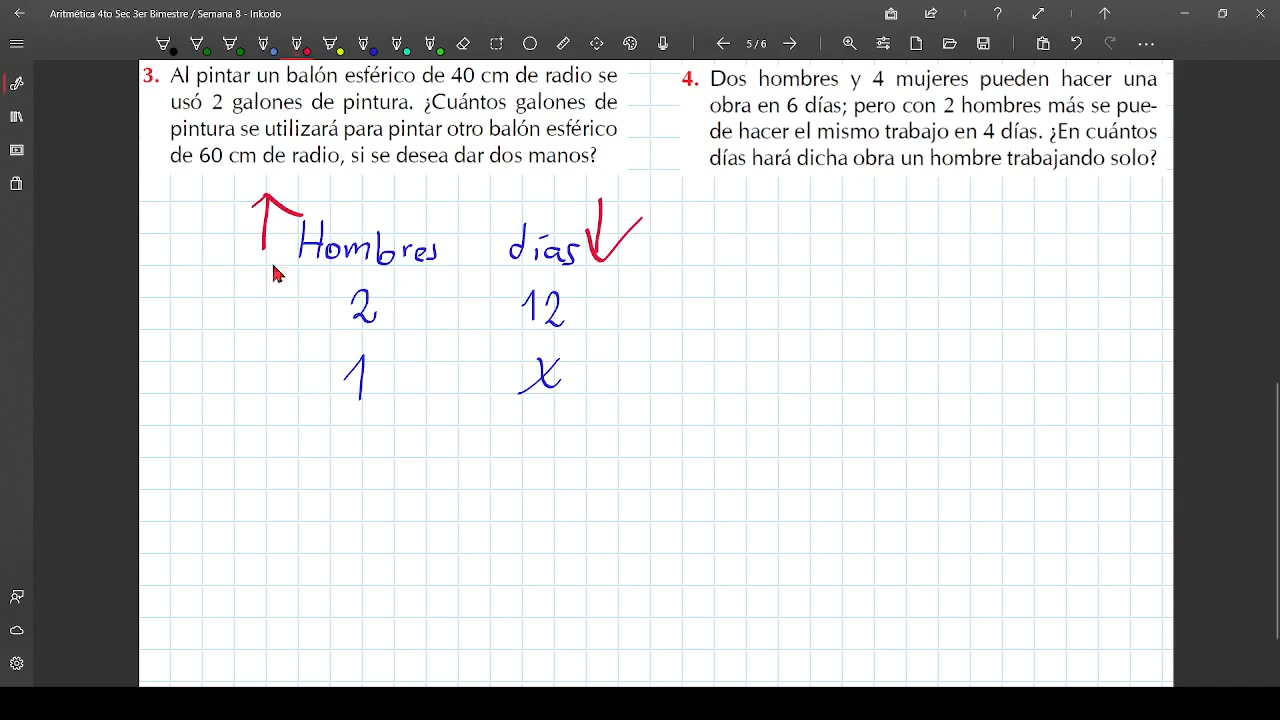 Aritmética 4to Sec 3er Bimestre / Semana 8 - Inkodo
5/6
3. Al pintar un balón esférico de 40 cm de radio se
usó 2 galones de pintura. ¿Cuántos galones de
pintura se utilizará para pintar otro balón esférico
de 60 cm de radio, si se desea dar dos manos?
4. Dos hombres y 4 mujeres pueden hacer una
obra en 6 días; pero con 2 hombres más se pue-
de hacer el mismo trabajo en 4 días. ¿En cuántos
días hará dicha obra un hombre trabajando solo?
Hombres días
2 12
1 x